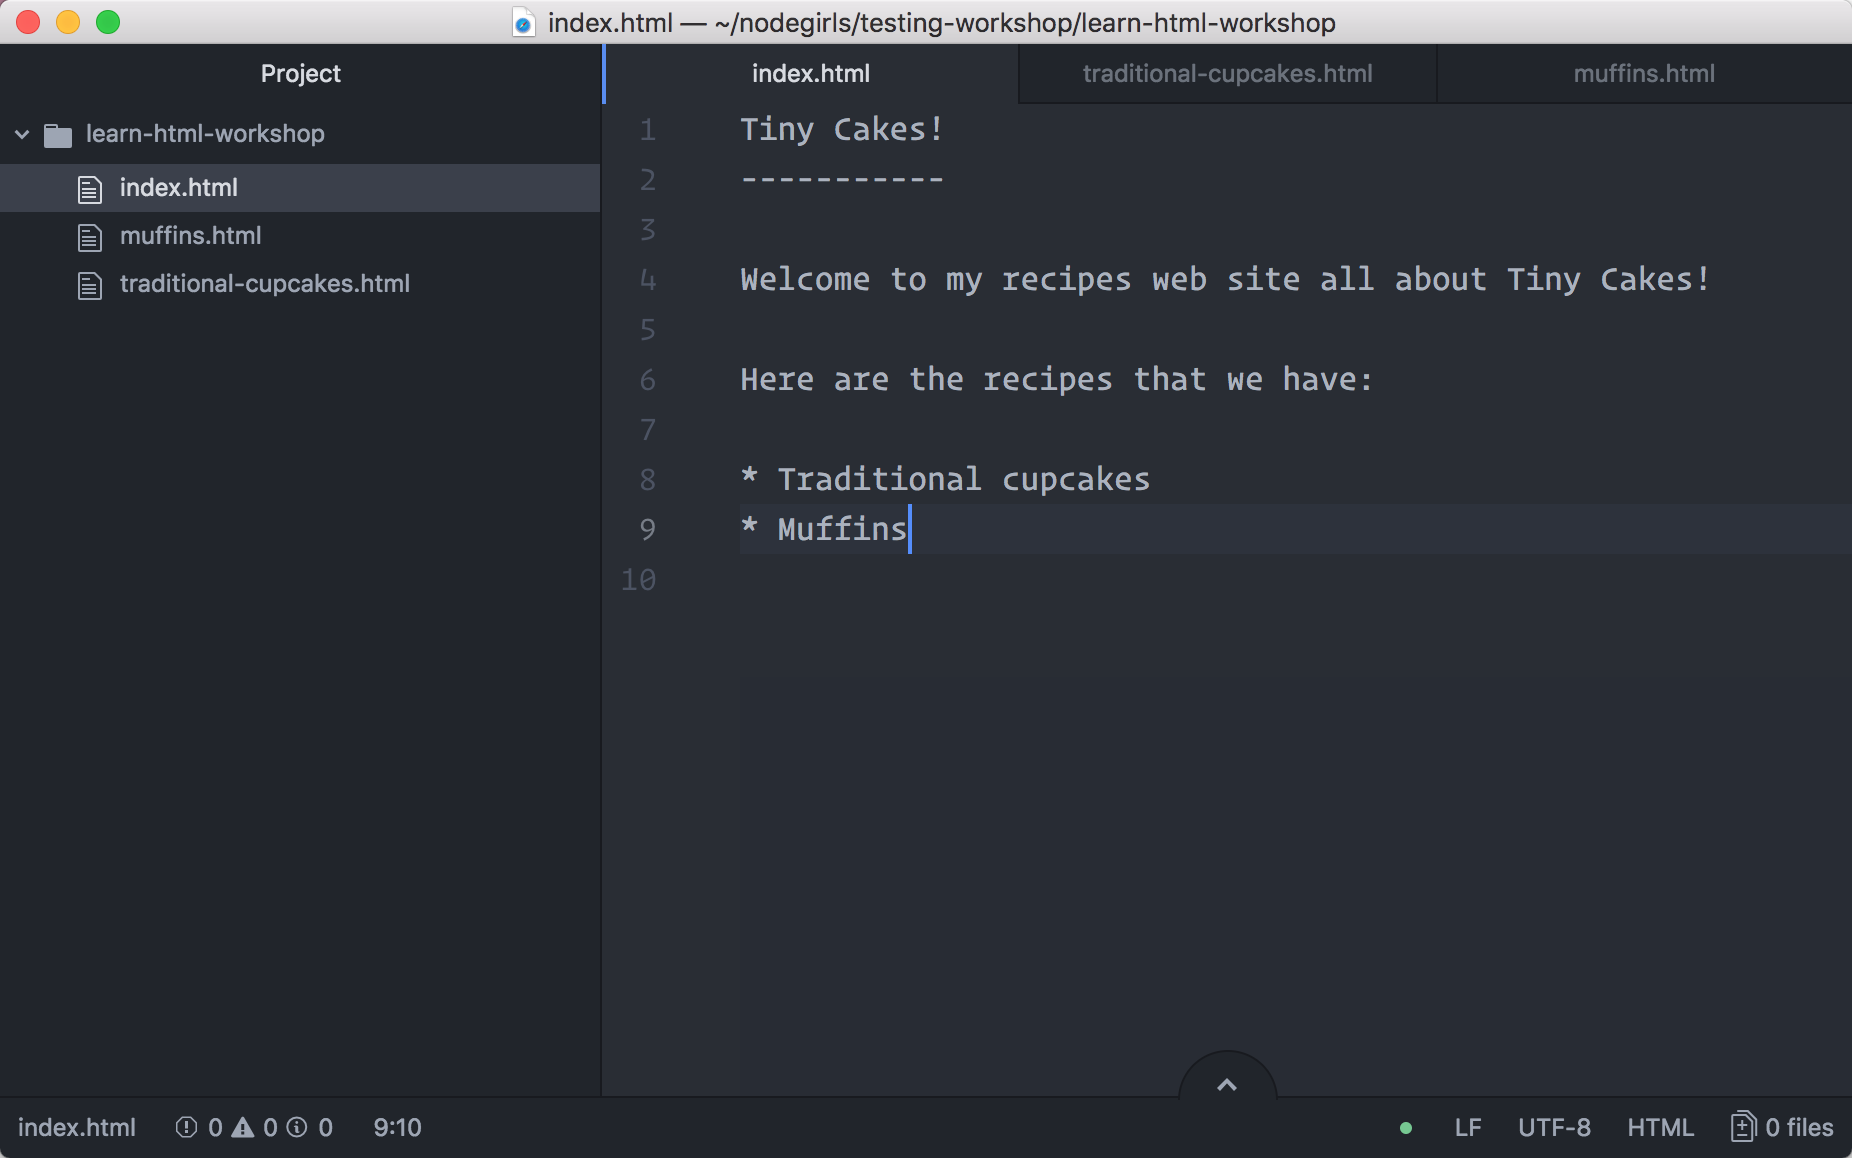 index.html — ~/nodegirls/testing-workshop/learn-html-workshop
Project
learn-html-workshop
index.html
muffins.html
traditional-cupcakes.html
index.html traditional-cupcakes.html muffins.html
1 Tiny Cakes!
2 -----------
3
4 Welcome to my recipes web site all about Tiny Cakes!
5
6 Here are the recipes that we have:
7
8 * Traditional cupcakes
9 * Muffins
10
index.html 0 0 0 9:10 LF UTF-8 HTML 0 files